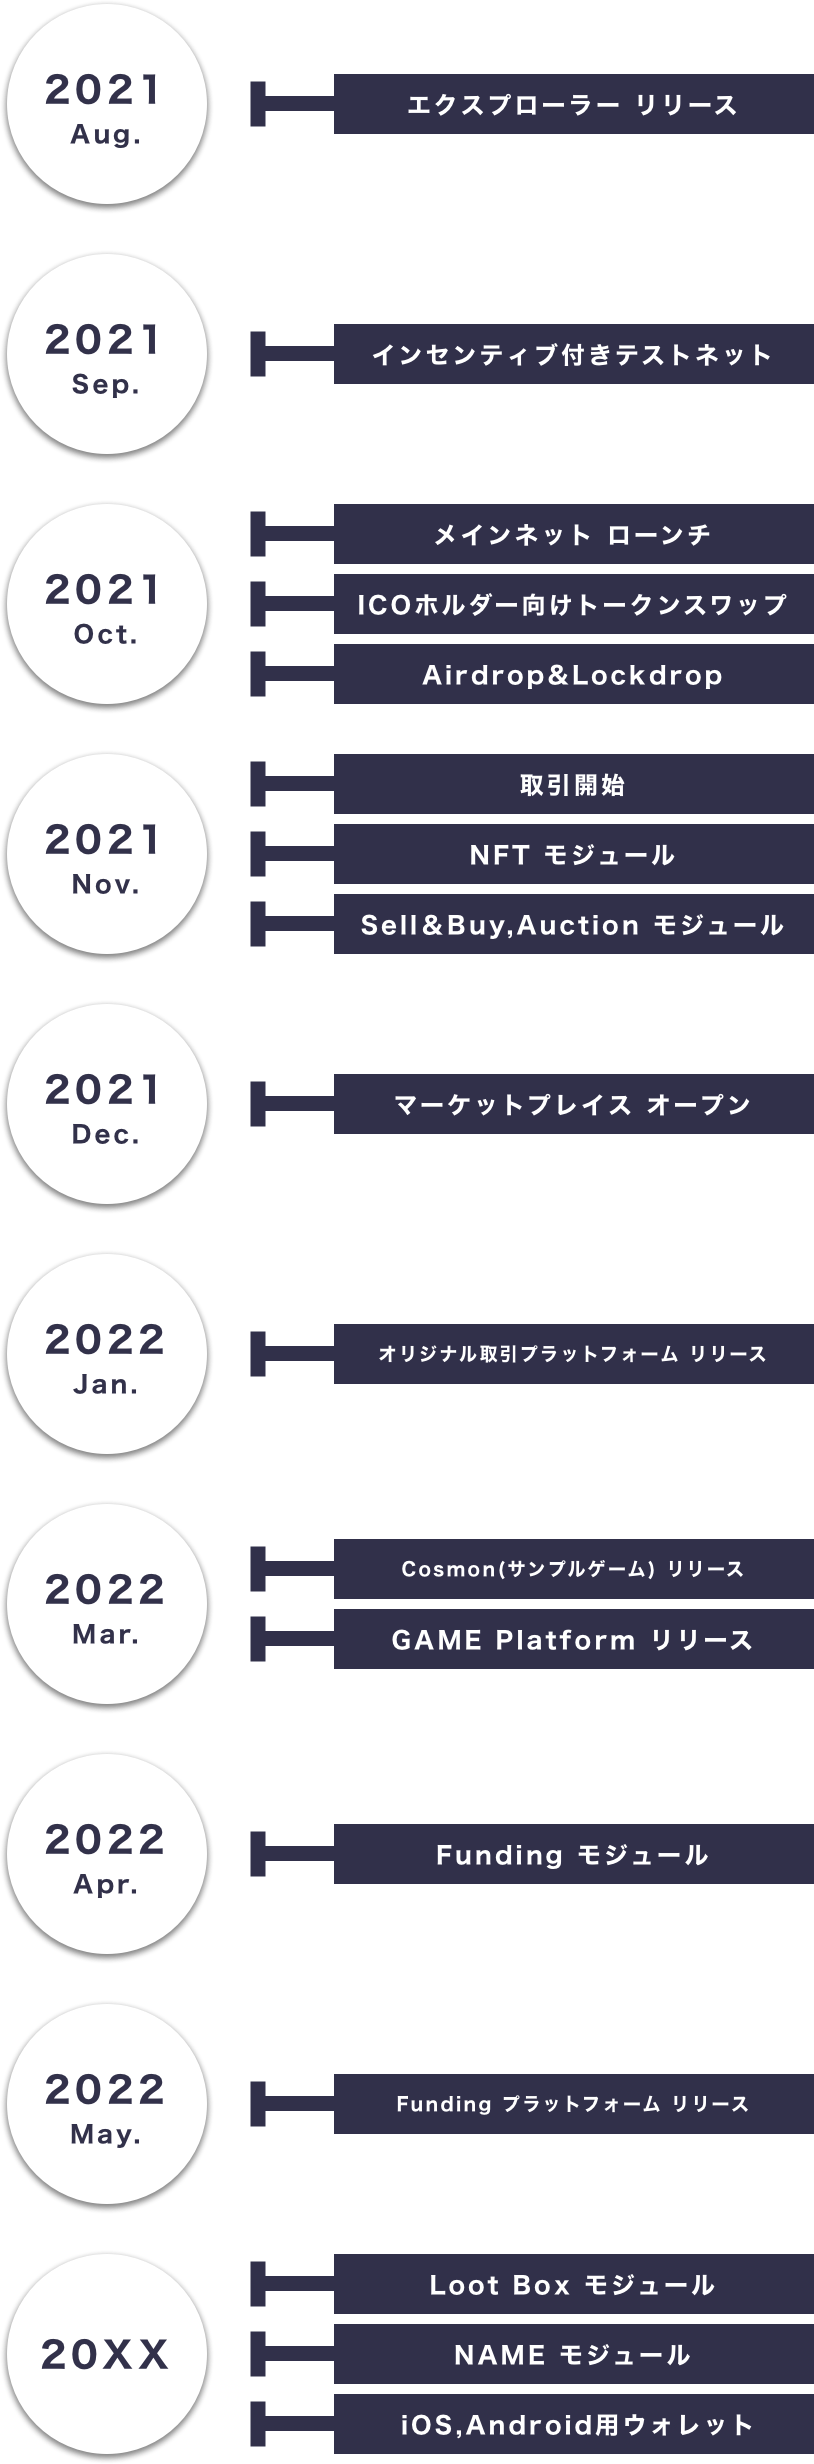 2021
Aug.
エクスプローラー リリース
2021
Sep.
インセンティブ付きテストネット
2021
Oct.
メインネット ローンチ
ICOホルダー向けトークンスワップ
Airdrop&Lockdrop
2021
Nov.
取引開始
NFT モジュール
Sell&Buy,Auction モジュール
2021
Dec.
マーケットプレイス オープン
2022
Jan.
オリジナル取引プラットフォーム リリース
2022
Mar.
Cosmon(サンプルゲーム) リリース
GAME Platform リリース
2022
Apr.
Funding モジュール
2022
May.
Funding プラットフォーム リリース
20XX
Loot Box モジュール
NAME モジュール
iOS,Android用ウォレット